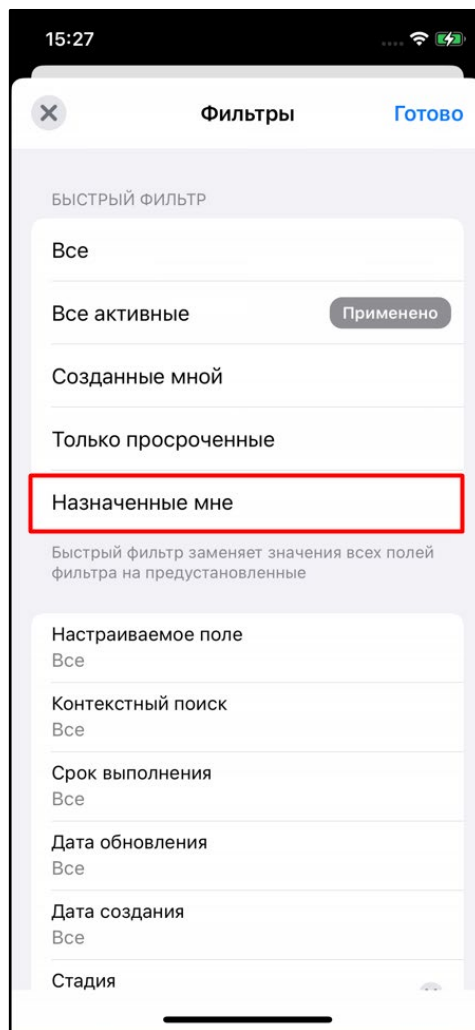 15:27
Фильтры
Готово
БЫСТРЫЙ ФИЛЬТР
Все
Все активные
Применено
Созданные мной
Только просроченные
Назначенные мне
Быстрый фильтр заменяет значения всех полей
фильтра на предустановленные
Настраиваемое поле
Все
Контекстный поиск
Все
Срок выполнения
Все
Дата обновления
Все
Дата создания
Все
Стадия